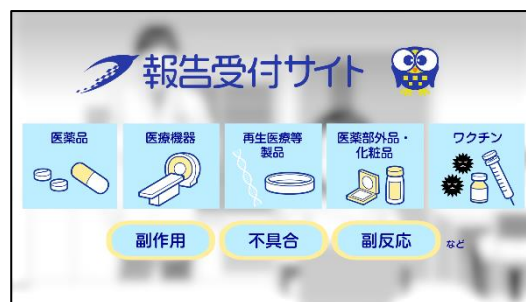 報告受付サイト
医薬品
医療機器
再生医療等
製品
医薬部外品・
化粧品
ワクチン
副作用
不具合
副反応
など